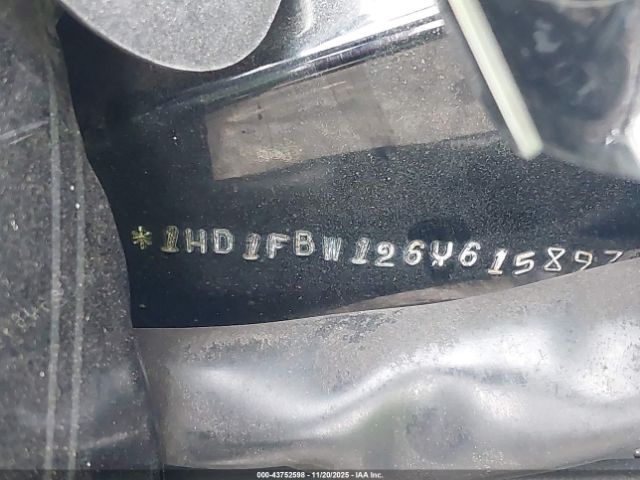 *1HD1FBW126Y615897
000-43752598 - 11/20/2025 - IAA Inc.